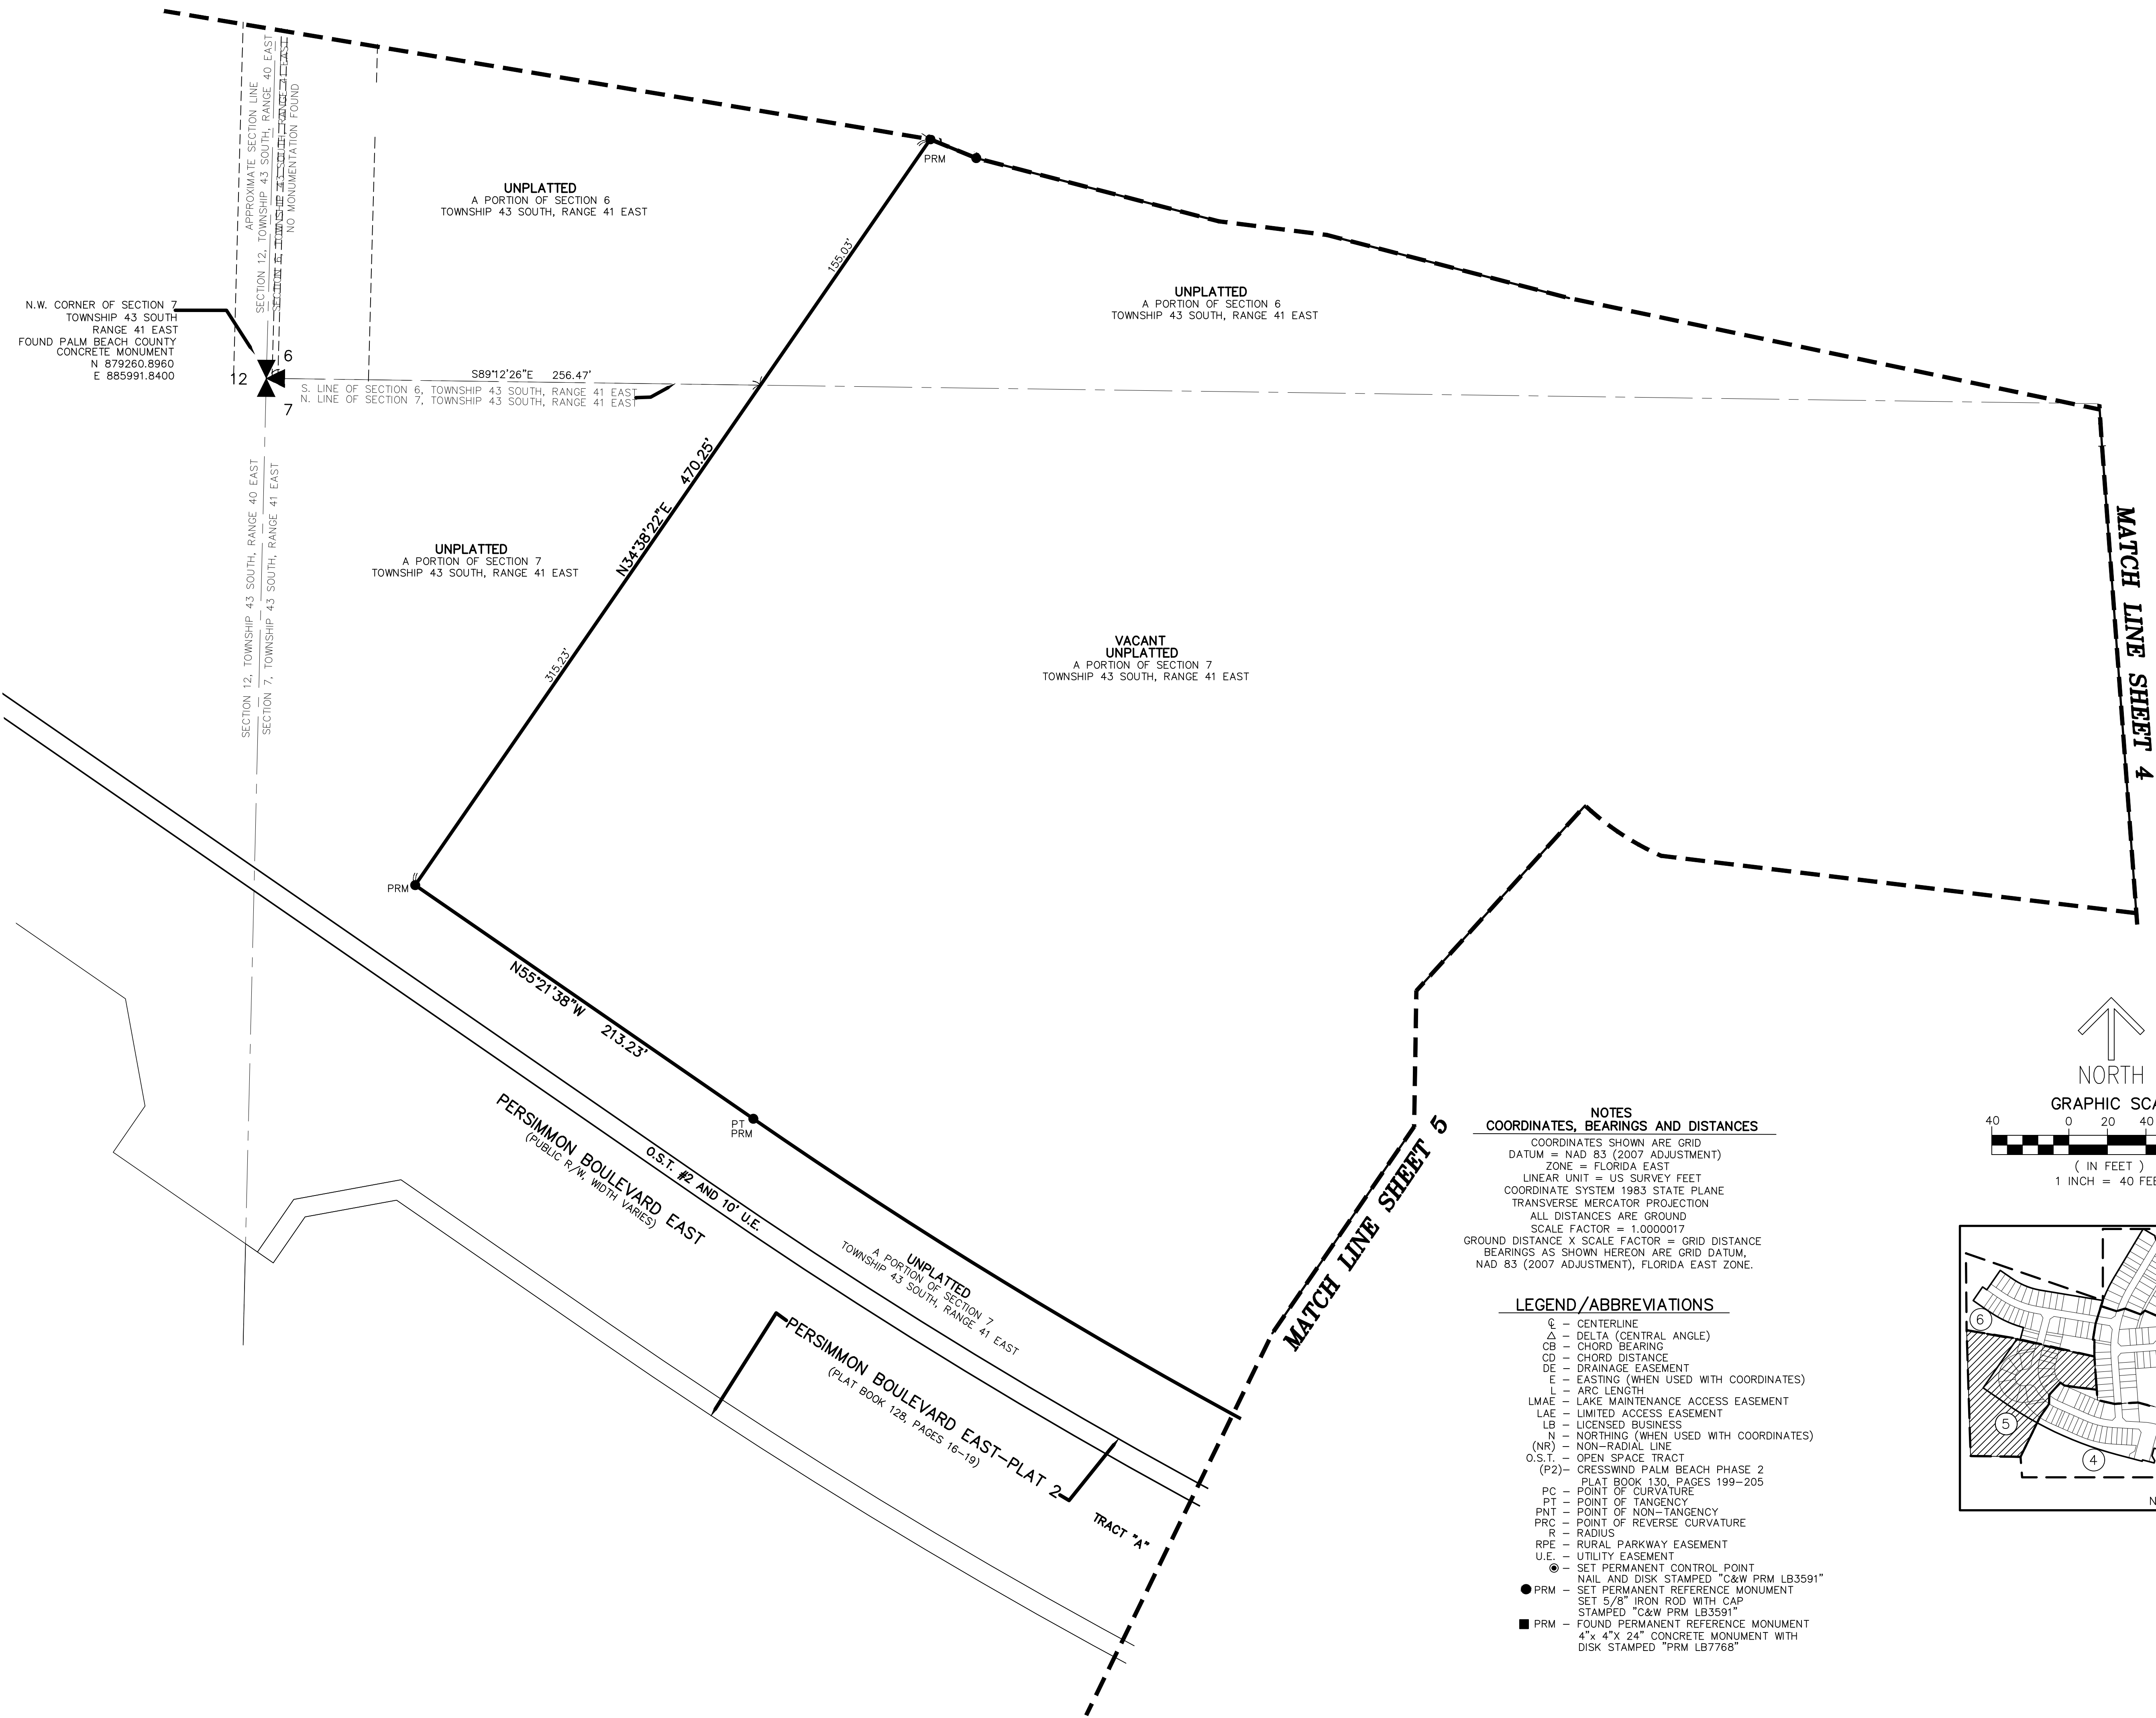 APPROXIMATE SECTION LINE
SECTION 12, TOWNSHIP 43 SOUTH, RANGE 40 EAST
SECTION 6, TOWNSHIP 43 SOUTH, RANGE 41 EAST
NO MONUMENTATION FOUND
UNPLATTED
A PORTION OF SECTION 6
TOWNSHIP 43 SOUTH, RANGE 41 EAST
PRM
155.03'
UNPLATTED
A PORTION OF SECTION 6
TOWNSHIP 43 SOUTH, RANGE 41 EAST
N.W. CORNER OF SECTION 7
TOWNSHIP 43 SOUTH
RANGE 41 EAST
FOUND PALM BEACH COUNTY
CONCRETE MONUMENT
N 879260.8960
E 885991.8400
6
12
7
S89°12'26"E 256.47'
S. LINE OF SECTION 6, TOWNSHIP 43 SOUTH, RANGE 41 EAST
N. LINE OF SECTION 7, TOWNSHIP 43 SOUTH, RANGE 41 EAST
SECTION 12, TOWNSHIP 43 SOUTH, RANGE 40 EAST
SECTION 7, TOWNSHIP 43 SOUTH, RANGE 41 EAST
N34°38'22"E 470.25'
UNPLATTED
A PORTION OF SECTION 7
TOWNSHIP 43 SOUTH, RANGE 41 EAST
315.23'
VACANT
UNPLATTED
A PORTION OF SECTION 7
TOWNSHIP 43 SOUTH, RANGE 41 EAST
MATCH LINE SHEET 4
PRM
N55°21'38"W 213.23'
PT
PRM
PERSIMMON BOULEVARD EAST
(PUBLIC R/W, WIDTH VARIES)
O.S.T. #2 AND 10' U.E.
UNPLATTED
A PORTION OF SECTION 7
TOWNSHIP 43 SOUTH, RANGE 41 EAST
PERSIMMON BOULEVARD EAST-PLAT 2
(PLAT BOOK 128, PAGES 16-19)
TRACT "A"
MATCH LINE SHEET 5
NOTES
COORDINATES, BEARINGS AND DISTANCES
COORDINATES SHOWN ARE GRID
DATUM = NAD 83 (2007 ADJUSTMENT)
ZONE = FLORIDA EAST
LINEAR UNIT = US SURVEY FEET
COORDINATE SYSTEM 1983 STATE PLANE
TRANSVERSE MERCATOR PROJECTION
ALL DISTANCES ARE GROUND
SCALE FACTOR = 1.0000017
GROUND DISTANCE X SCALE FACTOR = GRID DISTANCE
BEARINGS AS SHOWN HEREON ARE GRID DATUM,
NAD 83 (2007 ADJUSTMENT), FLORIDA EAST ZONE.
LEGEND/ABBREVIATIONS
℄ - CENTERLINE
△ - DELTA (CENTRAL ANGLE)
CB - CHORD BEARING
CD - CHORD DISTANCE
DE - DRAINAGE EASEMENT
E - EASTING (WHEN USED WITH COORDINATES)
L - ARC LENGTH
LMAE - LAKE MAINTENANCE ACCESS EASEMENT
LAE - LIMITED ACCESS EASEMENT
LB - LICENSED BUSINESS
N - NORTHING (WHEN USED WITH COORDINATES)
(NR) - NON-RADIAL LINE
O.S.T. - OPEN SPACE TRACT
(P2)- CRESSWIND PALM BEACH PHASE 2
PLAT BOOK 130, PAGES 199-205
PC - POINT OF CURVATURE
PT - POINT OF TANGENCY
PNT - POINT OF NON-TANGENCY
PRC - POINT OF REVERSE CURVATURE
R - RADIUS
RPE - RURAL PARKWAY EASEMENT
U.E. - UTILITY EASEMENT
- SET PERMANENT CONTROL POINT
NAIL AND DISK STAMPED "C&W PRM LB3591"
PRM - SET PERMANENT REFERENCE MONUMENT
SET 5/8" IRON ROD WITH CAP
STAMPED "C&W PRM LB3591"
PRM - FOUND PERMANENT REFERENCE MONUMENT
4"x 4"X 24" CONCRETE MONUMENT WITH
DISK STAMPED "PRM LB7768"
NORTH
GRAPHIC SCA
40 0 20 40
( IN FEET )
1 INCH = 40 FEE
6
5
4
N